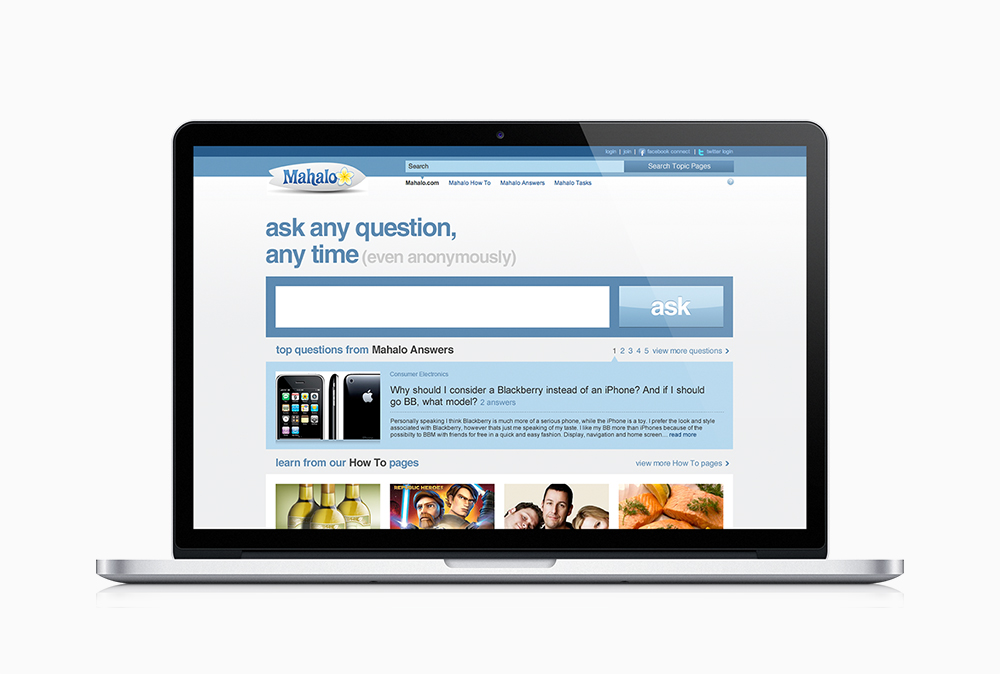 login | join | facebook connect | twitter login
Mahalo
Search
Search Topic Pages
Mahalo.com Mahalo How To Mahalo Answers Mahalo Tasks
ask any question,
any time (even anonymously)
ask
top questions from Mahalo Answers
1 2 3 4 5 view more questions >
Consumer Electronics
Why should I consider a Blackberry instead of an iPhone? And if I should
go BB, what model? 2 answers
Personally speaking I think Blackberry is much more of a serious phone, while the iPhone is a toy. I prefer the look and style
associated with Blackberry, however thats just me speaking of my taste. I like my BB more than iPhones because of the
possibilty to BBM with friends for free in a quick and easy fashion. Display, navigation and home screen... read more
learn from our How To pages
view more How To pages >
REPUBLIC HEROES